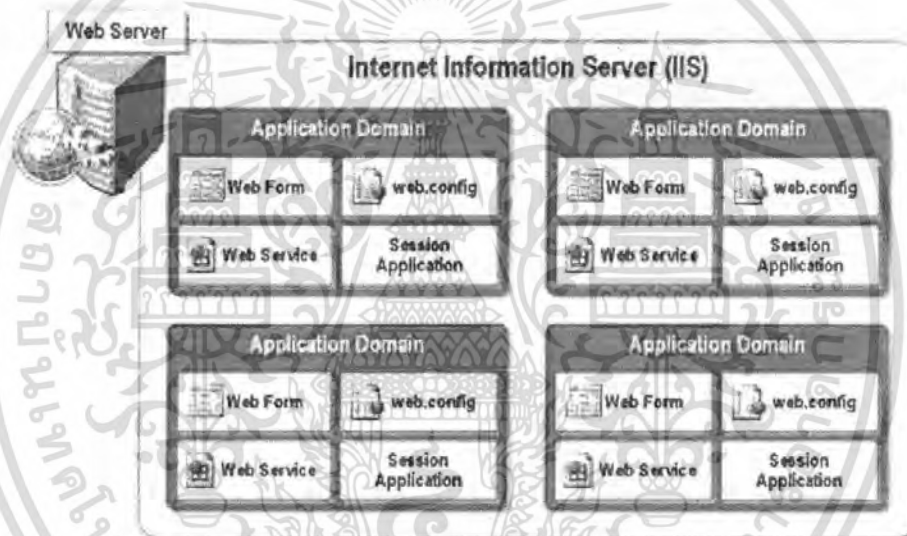 Web Server
Internet Information Server (IIS)
Application Domain
Web Form
web.config
Web Service
Session
Application
Application Domain
Web Form
web.config
Web Service
Session
Application
Application Domain
Web Form
web.config
Web Service
Session
Application
Application Domain
Web Form
web.config
Web Service
Session
Application